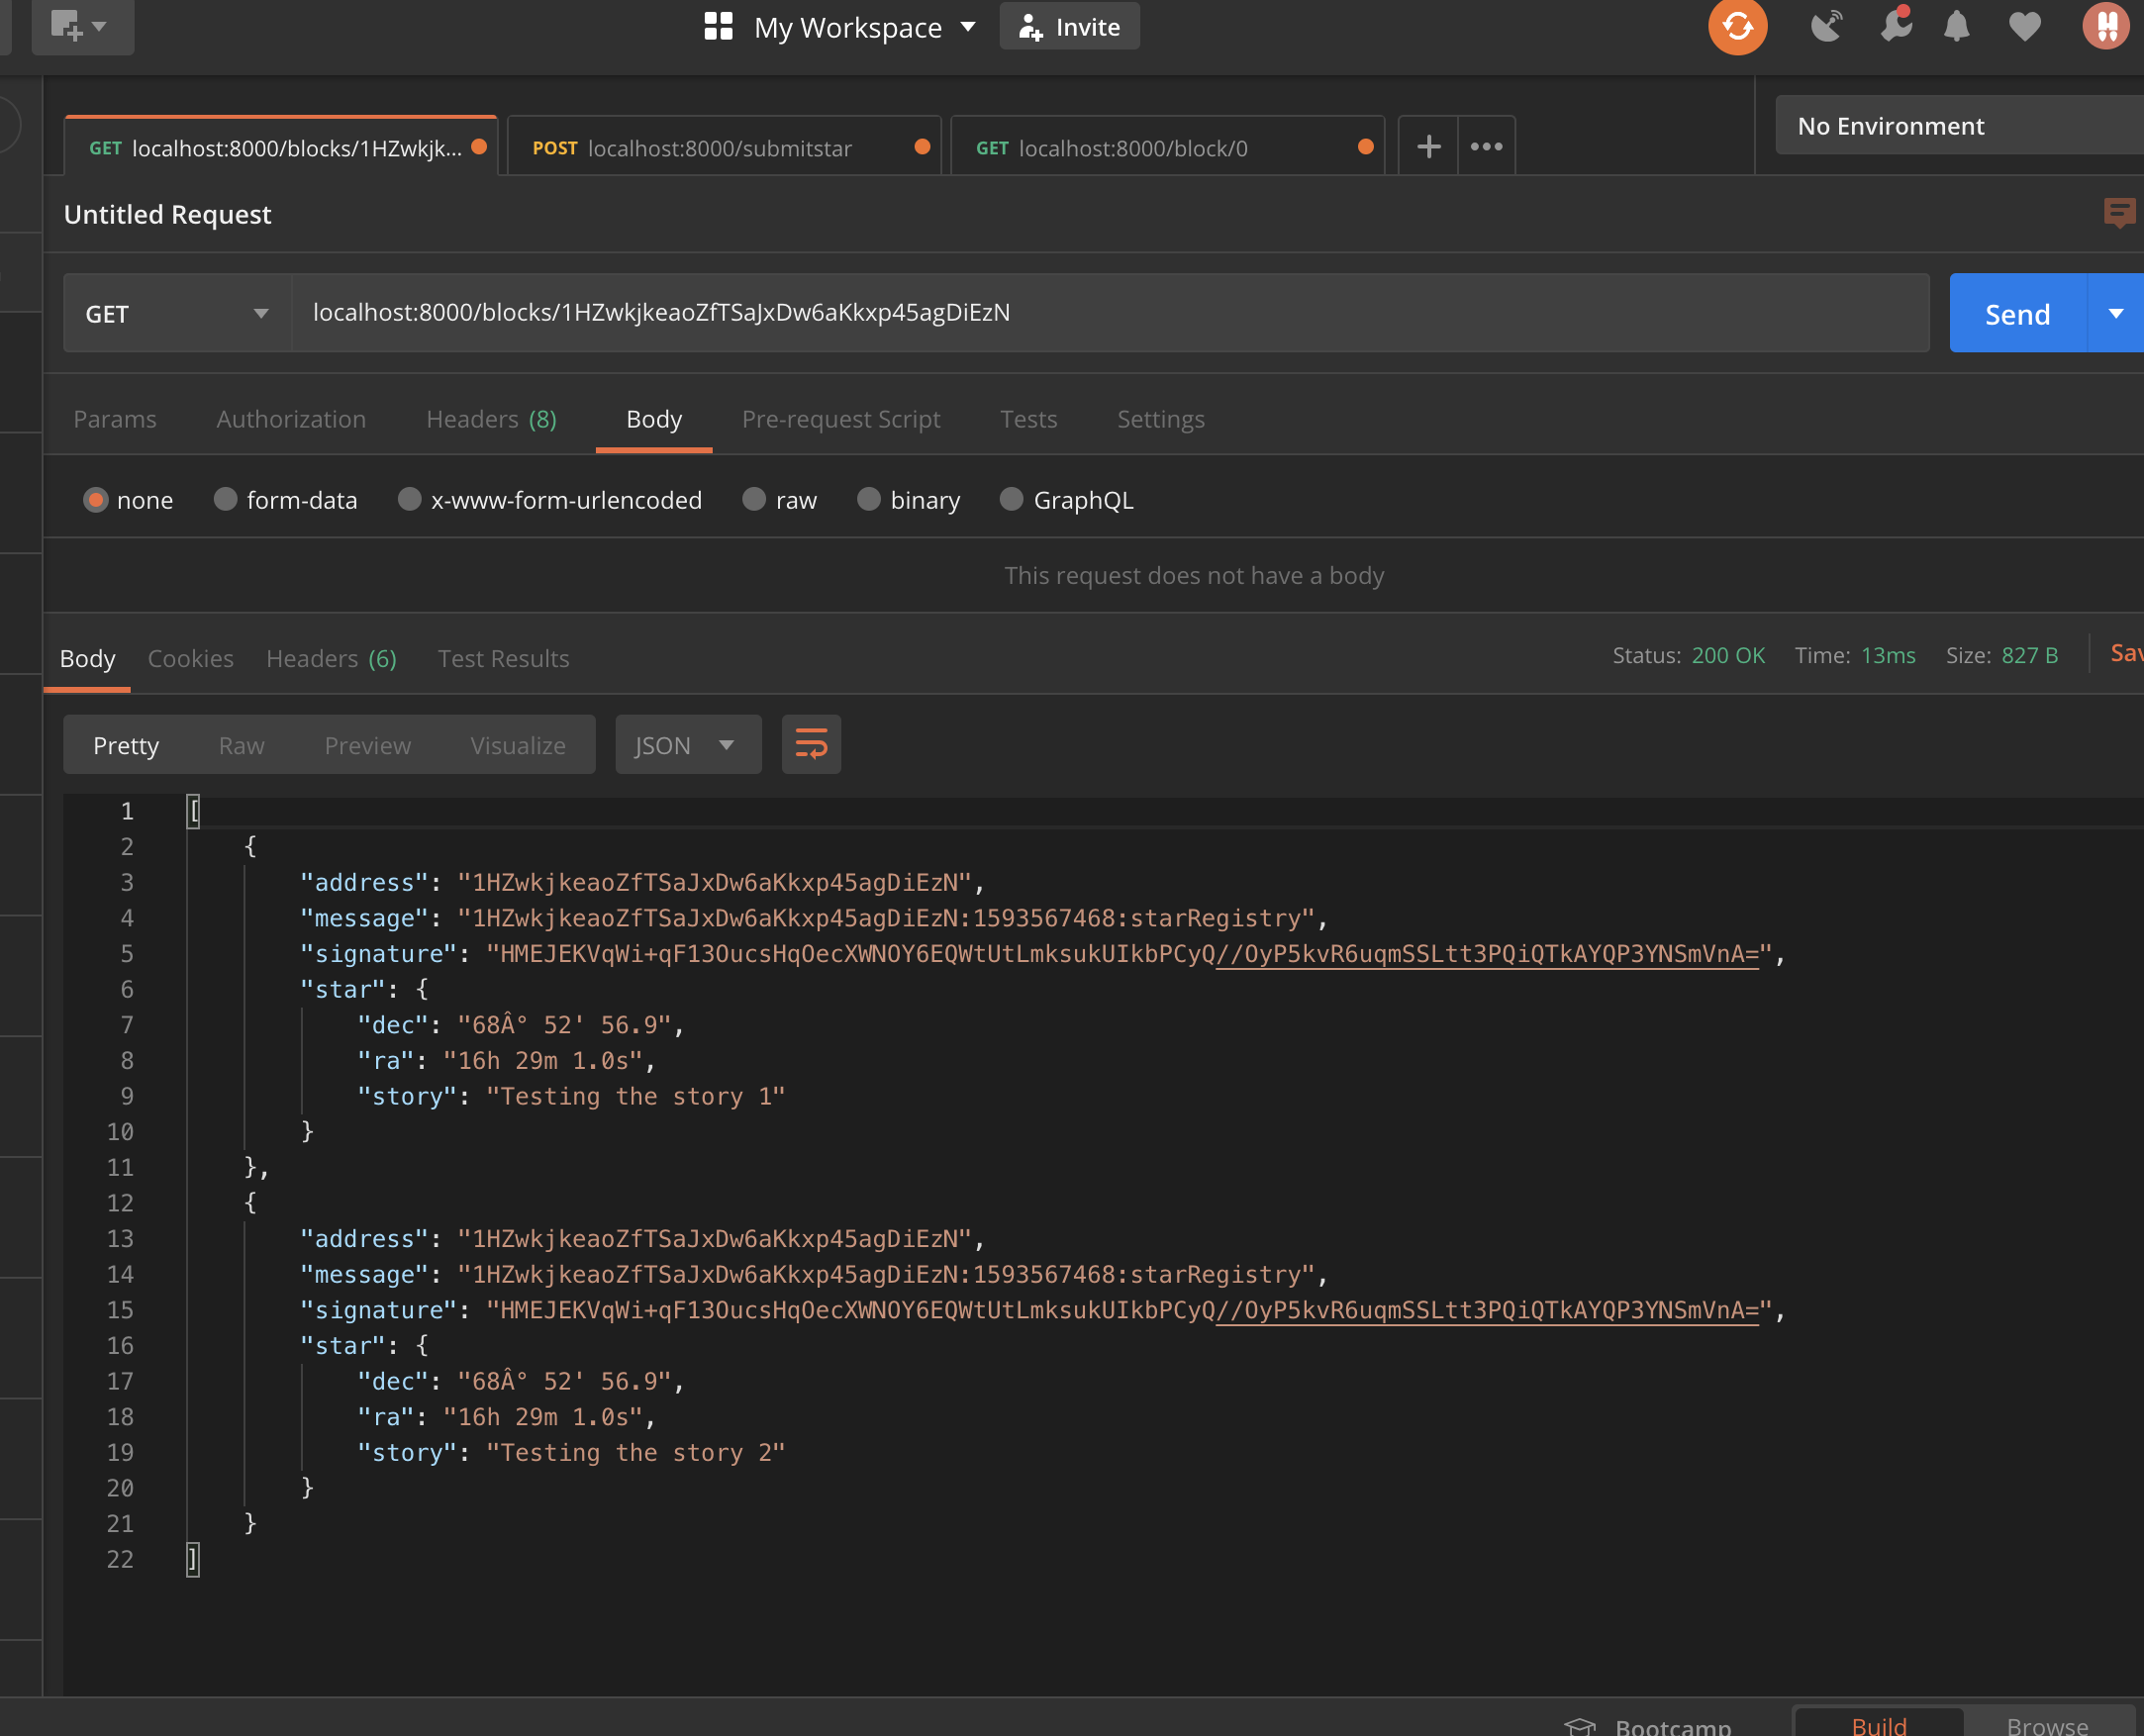 My Workspace Invite
GET localhost:8000/blocks/1HZwkjk... POST localhost:8000/submitstar GET localhost:8000/block/0 No Environment
Untitled Request
GET localhost:8000/blocks/1HZwkjkeaoZfTSaJxDw6aKkxp45agDiEzN Send
Params Authorization Headers (8) Body Pre-request Script Tests Settings
none form-data x-www-form-urlencoded raw binary GraphQL
This request does not have a body
Body Cookies Headers (6) Test Results Status: 200 OK Time: 13ms Size: 827 B Sav
Pretty Raw Preview Visualize JSON
1 [
2 {
3 "address": "1HZwkjkeaoZfTSaJxDw6aKkxp45agDiEzN",
4 "message": "1HZwkjkeaoZfTSaJxDw6aKkxp45agDiEzN:1593567468:starRegistry",
5 "signature": "HMEJEKVqWi+qF13OucsHqOecXWNOY6EQWtUtLmksukUIkbPCyQ//OyP5kvR6uqmSSLtt3PQiQTkAYQP3YNSmVnA=",
6 "star": {
7 "dec": "68Â° 52' 56.9",
8 "ra": "16h 29m 1.0s",
9 "story": "Testing the story 1"
10 }
11 },
12 {
13 "address": "1HZwkjkeaoZfTSaJxDw6aKkxp45agDiEzN",
14 "message": "1HZwkjkeaoZfTSaJxDw6aKkxp45agDiEzN:1593567468:starRegistry",
15 "signature": "HMEJEKVqWi+qF13OucsHqOecXWNOY6EQWtUtLmksukUIkbPCyQ//OyP5kvR6uqmSSLtt3PQiQTkAYQP3YNSmVnA=",
16 "star": {
17 "dec": "68Â° 52' 56.9",
18 "ra": "16h 29m 1.0s",
19 "story": "Testing the story 2"
20 }
21 }
22 ]
Bootcamp Build Browse